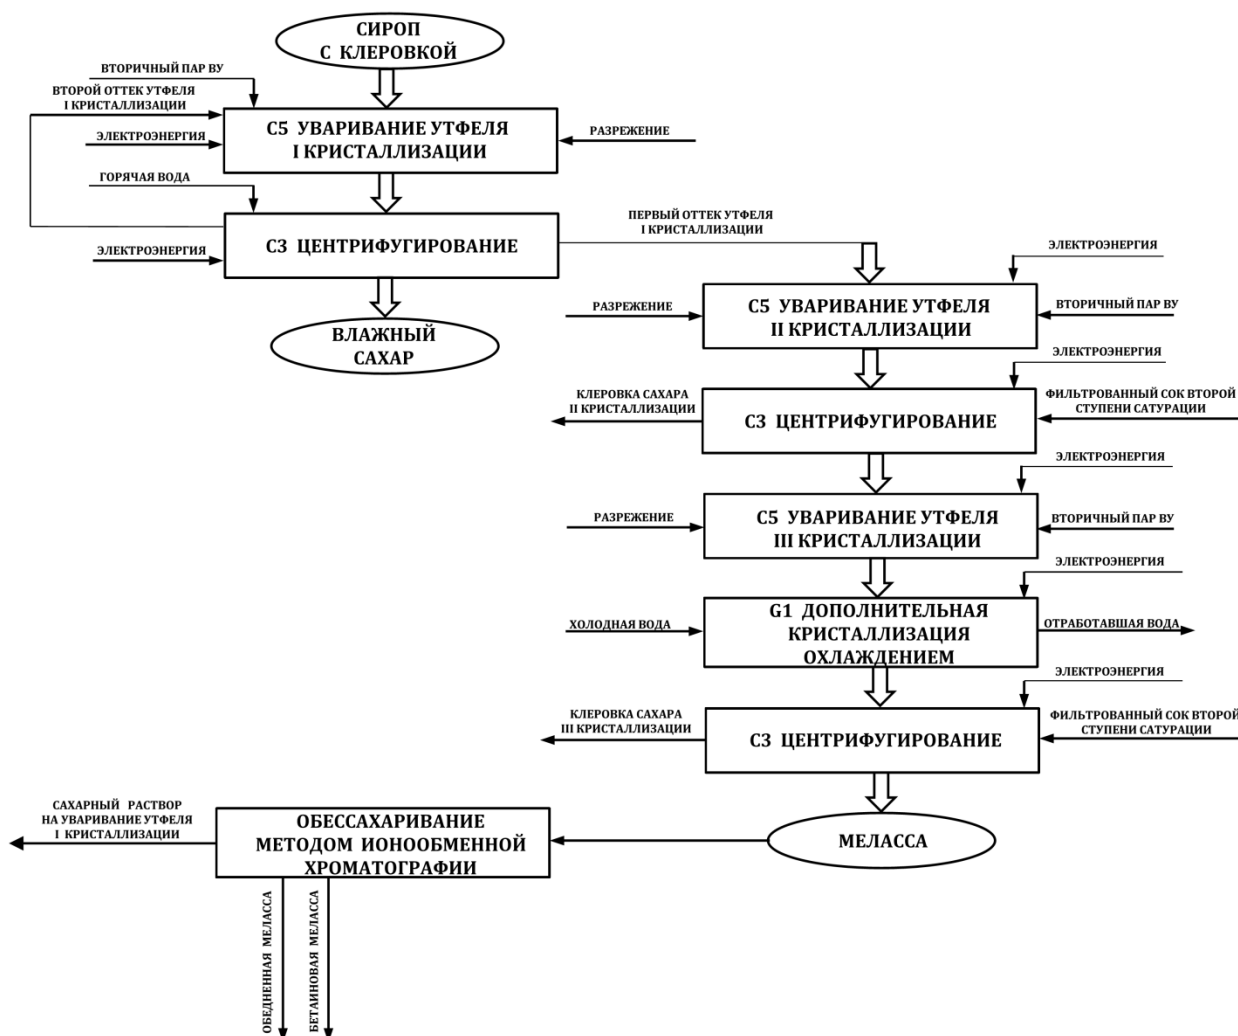 СИРОП
С КЛЕРОВКОЙ
ВТОРИЧНЫЙ ПАР ВУ
ВТОРОЙ ОТТЕК УТФЕЛЯ
I КРИСТАЛЛИЗАЦИИ
ЭЛЕКТРОЭНЕРГИЯ
С5 УВАРИВАНИЕ УТФЕЛЯ
I КРИСТАЛЛИЗАЦИИ
РАЗРЕЖЕНИЕ
ГОРЯЧАЯ ВОДА
ЭЛЕКТРОЭНЕРГИЯ
С3 ЦЕНТРИФУГИРОВАНИЕ
ПЕРВЫЙ ОТТЕК УТФЕЛЯ
I КРИСТАЛЛИЗАЦИИ
ВЛАЖНЫЙ
САХАР
ЭЛЕКТРОЭНЕРГИЯ
РАЗРЕЖЕНИЕ
С5 УВАРИВАНИЕ УТФЕЛЯ
II КРИСТАЛЛИЗАЦИИ
ВТОРИЧНЫЙ ПАР ВУ
ЭЛЕКТРОЭНЕРГИЯ
КЛЕРОВКА САХАРА
II КРИСТАЛЛИЗАЦИИ
С3 ЦЕНТРИФУГИРОВАНИЕ
ФИЛЬТРОВАННЫЙ СОК ВТОРОЙ
СТУПЕНИ САТУРАЦИИ
ЭЛЕКТРОЭНЕРГИЯ
РАЗРЕЖЕНИЕ
С5 УВАРИВАНИЕ УТФЕЛЯ
III КРИСТАЛЛИЗАЦИИ
ВТОРИЧНЫЙ ПАР ВУ
ЭЛЕКТРОЭНЕРГИЯ
ХОЛОДНАЯ ВОДА
G1 ДОПОЛНИТЕЛЬНАЯ
КРИСТАЛЛИЗАЦИЯ
ОХЛАЖДЕНИЕМ
ОТРАБОТАВШАЯ ВОДА
ЭЛЕКТРОЭНЕРГИЯ
КЛЕРОВКА САХАРА
III КРИСТАЛЛИЗАЦИИ
С3 ЦЕНТРИФУГИРОВАНИЕ
ФИЛЬТРОВАННЫЙ СОК ВТОРОЙ
СТУПЕНИ САТУРАЦИИ
САХАРНЫЙ РАСТВОР
НА УВАРИВАНИЕ УТФЕЛЯ
I КРИСТАЛЛИЗАЦИИ
ОБЕССАХАРИВАНИЕ
МЕТОДОМ ИОНООБМЕННОЙ
ХРОМАТОГРАФИИ
МЕЛАССА
ОБЕДНЕННАЯ МЕЛАССА
БЕТАИНОВАЯ МЕЛАССА